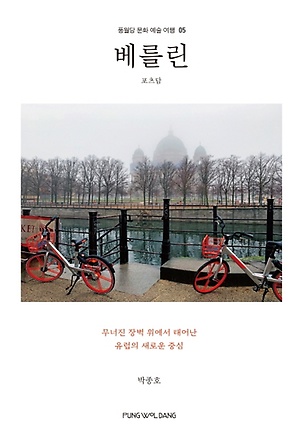 풍월당 문화 예술 여행 05
베를린
포츠담
무너진 장벽 위에서 태어난
유럽의 새로운 중심
박종호
PUNG WOL DANG